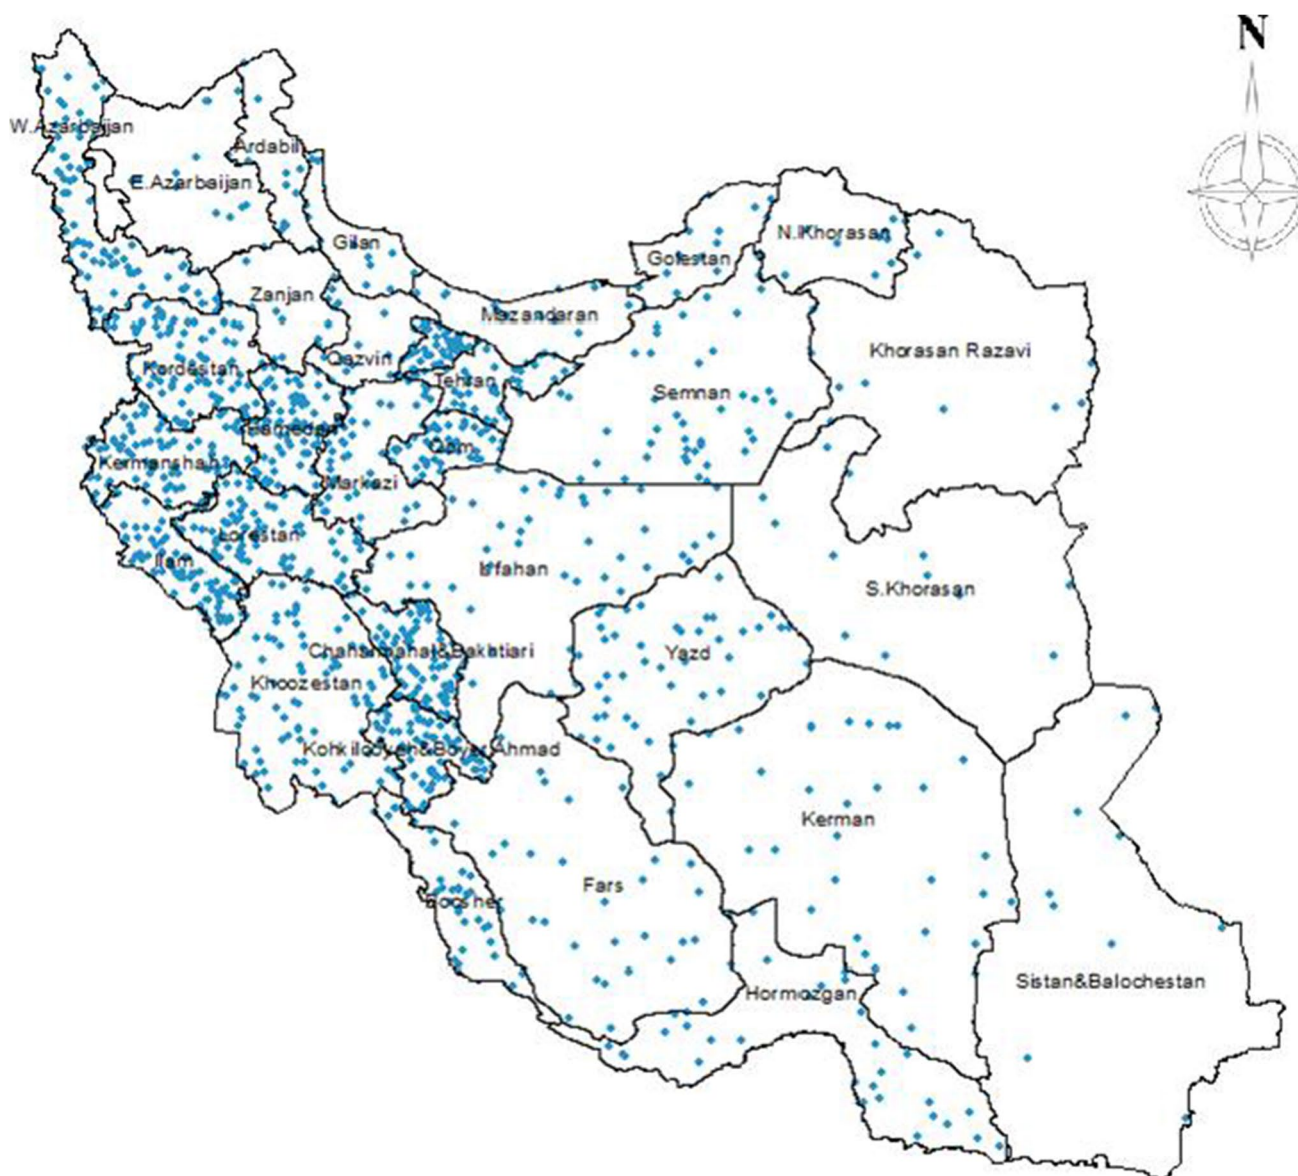 N
W.Azarbaijan
Ardabil
E.Azarbaijan
N.Khorasan
Gilan
Golestan
Zanjan
Mazandaran
Khorasan Razavi
Qazvin
Kordestan
Tehran
Semnan
Hamedan
Qom
Kermanshah
Markazi
Lorestan
Ilam
Isfahan
S.Khorasan
Chaharmahal&Bakhtiari
Yazd
Khoozestan
Kohkilooyeh&Boyer Ahmad
Kerman
Fars
Boosher
Sistan&Balochestan
Hormozgan